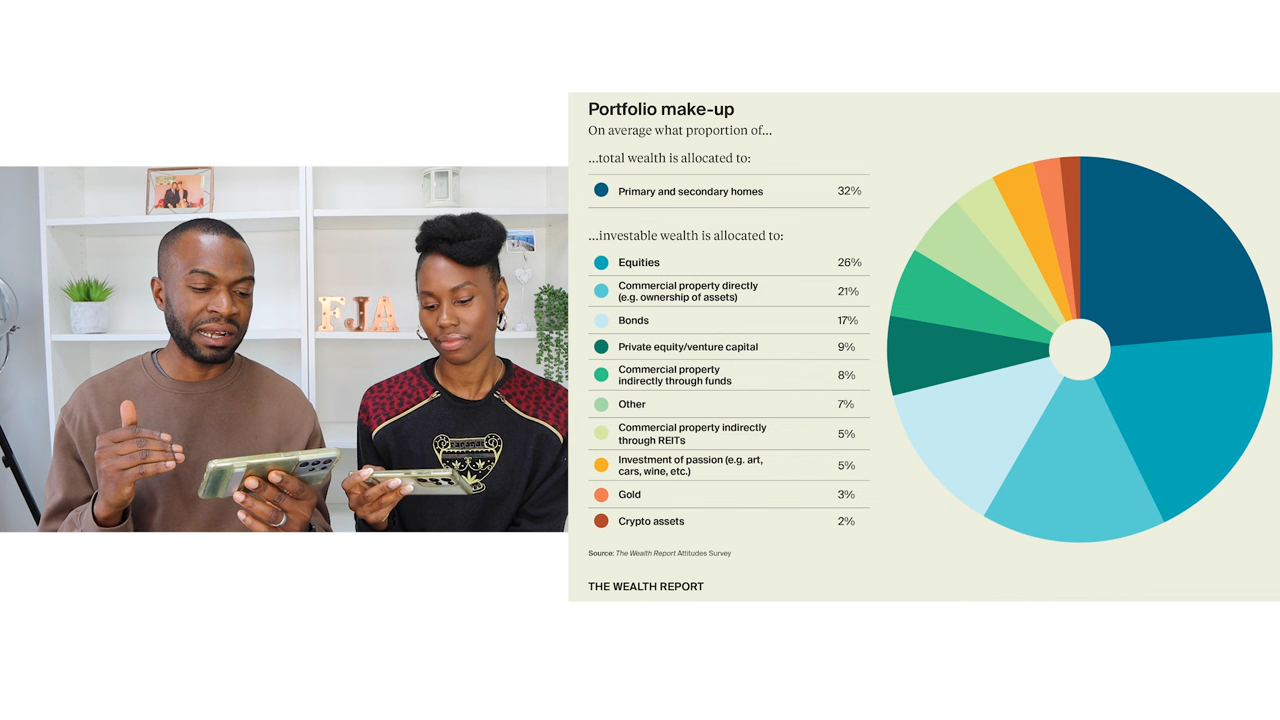 FJA
Portfolio make-up
On average what proportion of...
...total wealth is allocated to:
Primary and secondary homes 32%
...investable wealth is allocated to:
Equities 26%
Commercial property directly
(e.g. ownership of assets) 21%
Bonds 17%
Private equity/venture capital 9%
Commercial property
indirectly through funds 8%
Other 7%
Commercial property indirectly
through REITs 5%
Investment of passion (e.g. art,
cars, wine, etc.) 5%
Gold 3%
Crypto assets 2%
Source: The Wealth Report Attitudes Survey
THE WEALTH REPORT